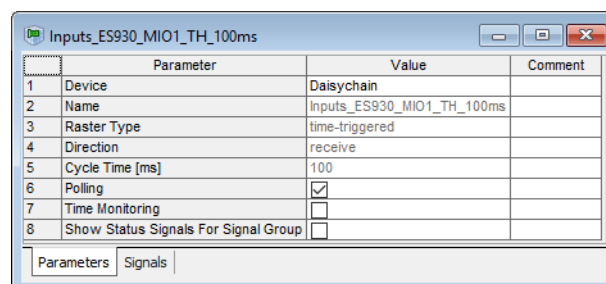 Inputs_ES930_MIO1_TH_100ms
Parameter Value Comment
1 Device Daisychain
2 Name Inputs_ES930_MIO1_TH_100ms
3 Raster Type time-triggered
4 Direction receive
5 Cycle Time [ms] 100
6 Polling
7 Time Monitoring
8 Show Status Signals For Signal Group
Parameters Signals